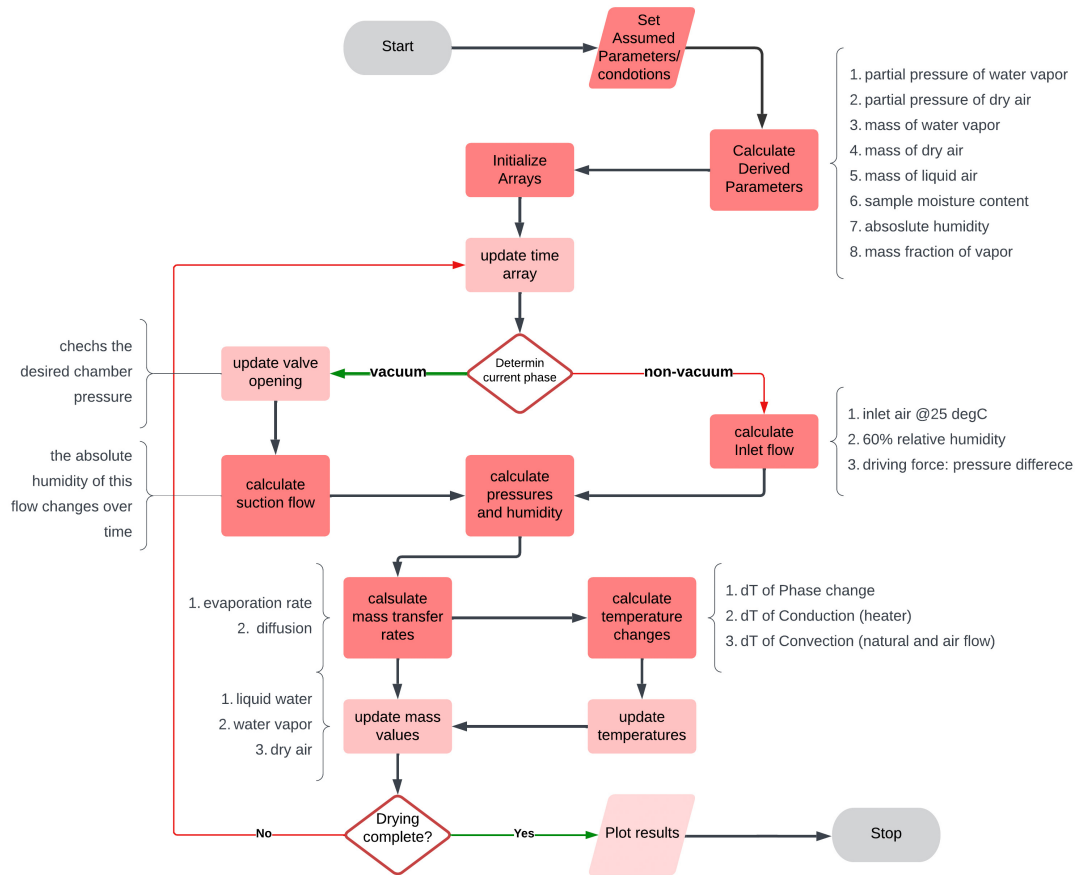 Start
Set
Assumed
Parameters/
condotions
1. partial pressure of water vapor
2. partial pressure of dry air
3. mass of water vapor
4. mass of dry air
5. mass of liquid air
6. sample moisture content
7. absoslute humidity
8. mass fraction of vapor
Calculate
Derived
Parameters
Initialize
Arrays
update time
array
Determin
current phase
vacuum
non-vacuum
chechs the
desired chamber
pressure
update valve
opening
calculate
Inlet flow
1. inlet air @25 degC
2. 60% relative humidity
3. driving force: pressure differece
the absolute
humidity of this
flow changes over
time
calculate
suction flow
calculate
pressures
and humidity
1. evaporation rate
2. diffusion
calsulate
mass transfer
rates
calculate
temperature
changes
1. dT of Phase change
2. dT of Conduction (heater)
3. dT of Convection (natural and air flow)
1. liquid water
2. water vapor
3. dry air
update mass
values
update
temperatures
Drying
complete?
No
Yes
Plot results
Stop